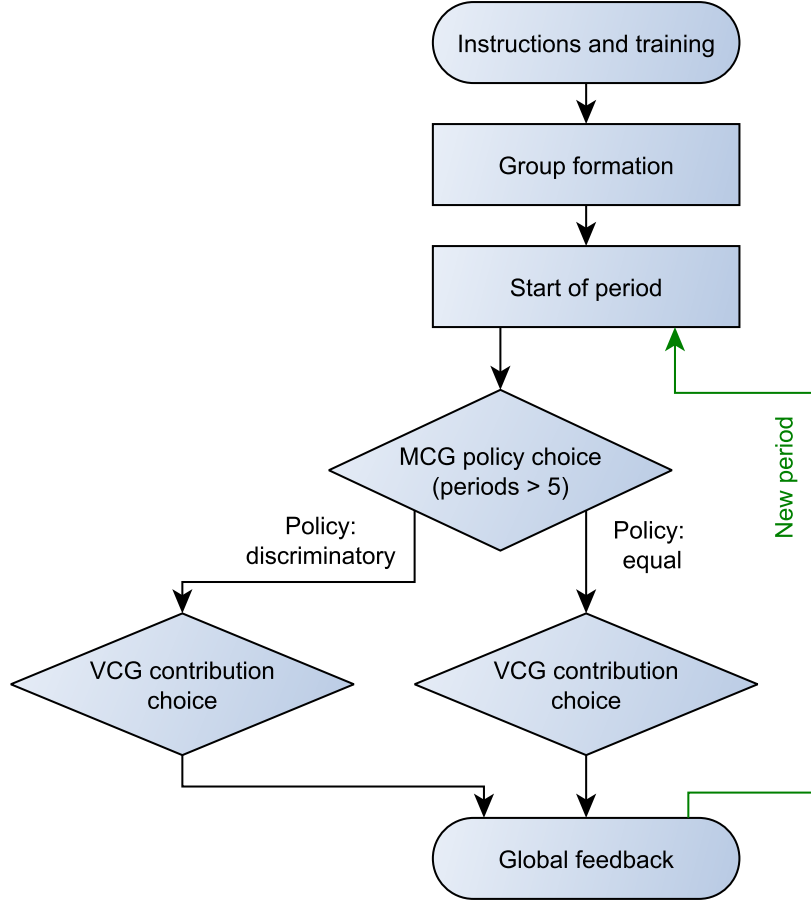 Instructions and training
Group formation
Start of period
MCG policy choice
(periods > 5)
New period
Policy:
discriminatory
Policy:
equal
VCG contribution
choice
VCG contribution
choice
Global feedback